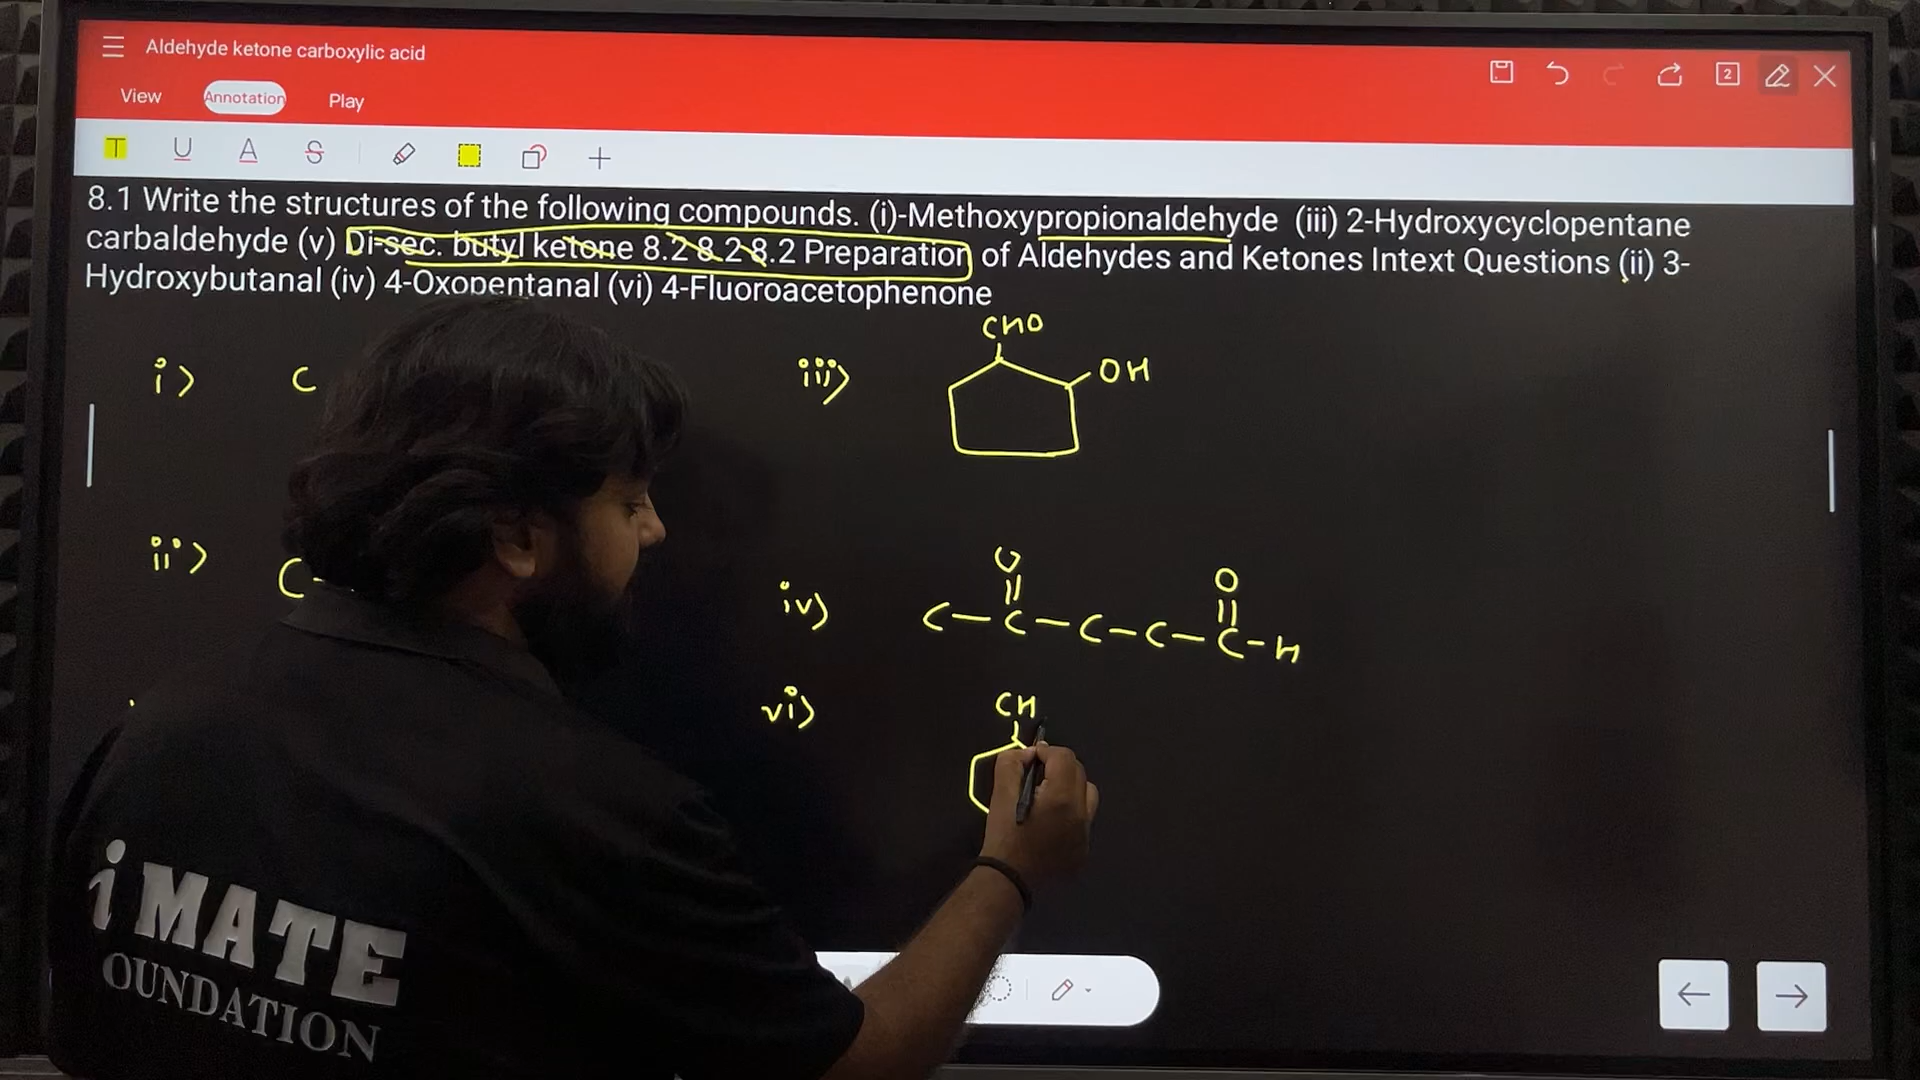 Aldehyde ketone carboxylic acid
View Annotation Play
2
T U A S
8.1 Write the structures of the following compounds. (i)-Methoxypropionaldehyde (iii) 2-Hydroxycyclopentane
carbaldehyde (v) Di-sec. butyl ketone 8.2 8.2 8.2 Preparation of Aldehydes and Ketones Intext Questions (ii) 3-
Hydroxybutanal (iv) 4-Oxopentanal (vi) 4-Fluoroacetophenone
CHO
i) C iii) OH
ii) C-
O O
iv) C-C-C-C-C-H
vi) CH
i MATE
OUNDATION